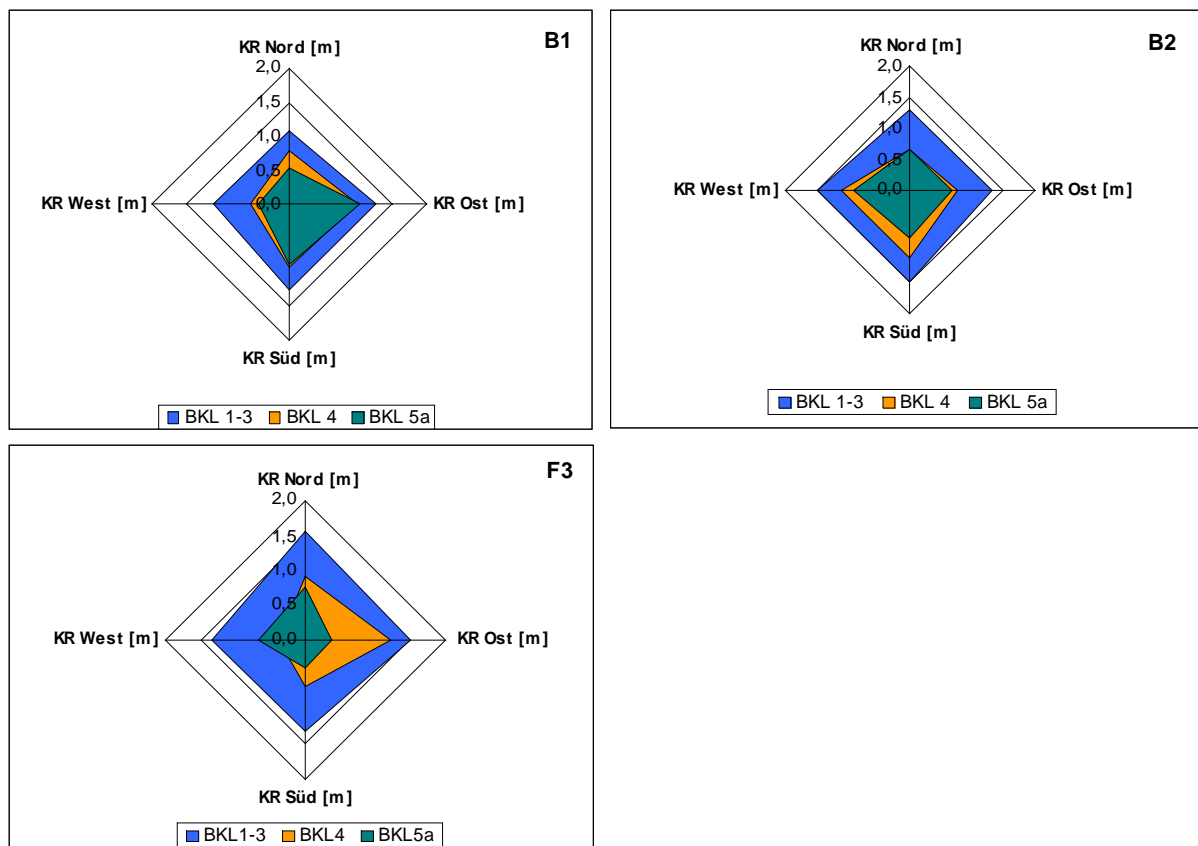 B1
KR Nord [m]
2,0
1,5
1,0
0,5
0,0
KR West [m]
KR Ost [m]
KR Süd [m]
BKL 1-3 BKL 4 BKL 5a
B2
KR Nord [m]
2,0
1,5
1,0
0,5
0,0
KR West [m]
KR Ost [m]
KR Süd [m]
BKL 1-3 BKL 4 BKL 5a
F3
KR Nord [m]
2,0
1,5
1,0
0,5
0,0
KR West [m]
KR Ost [m]
KR Süd [m]
BKL1-3 BKL4 BKL5a